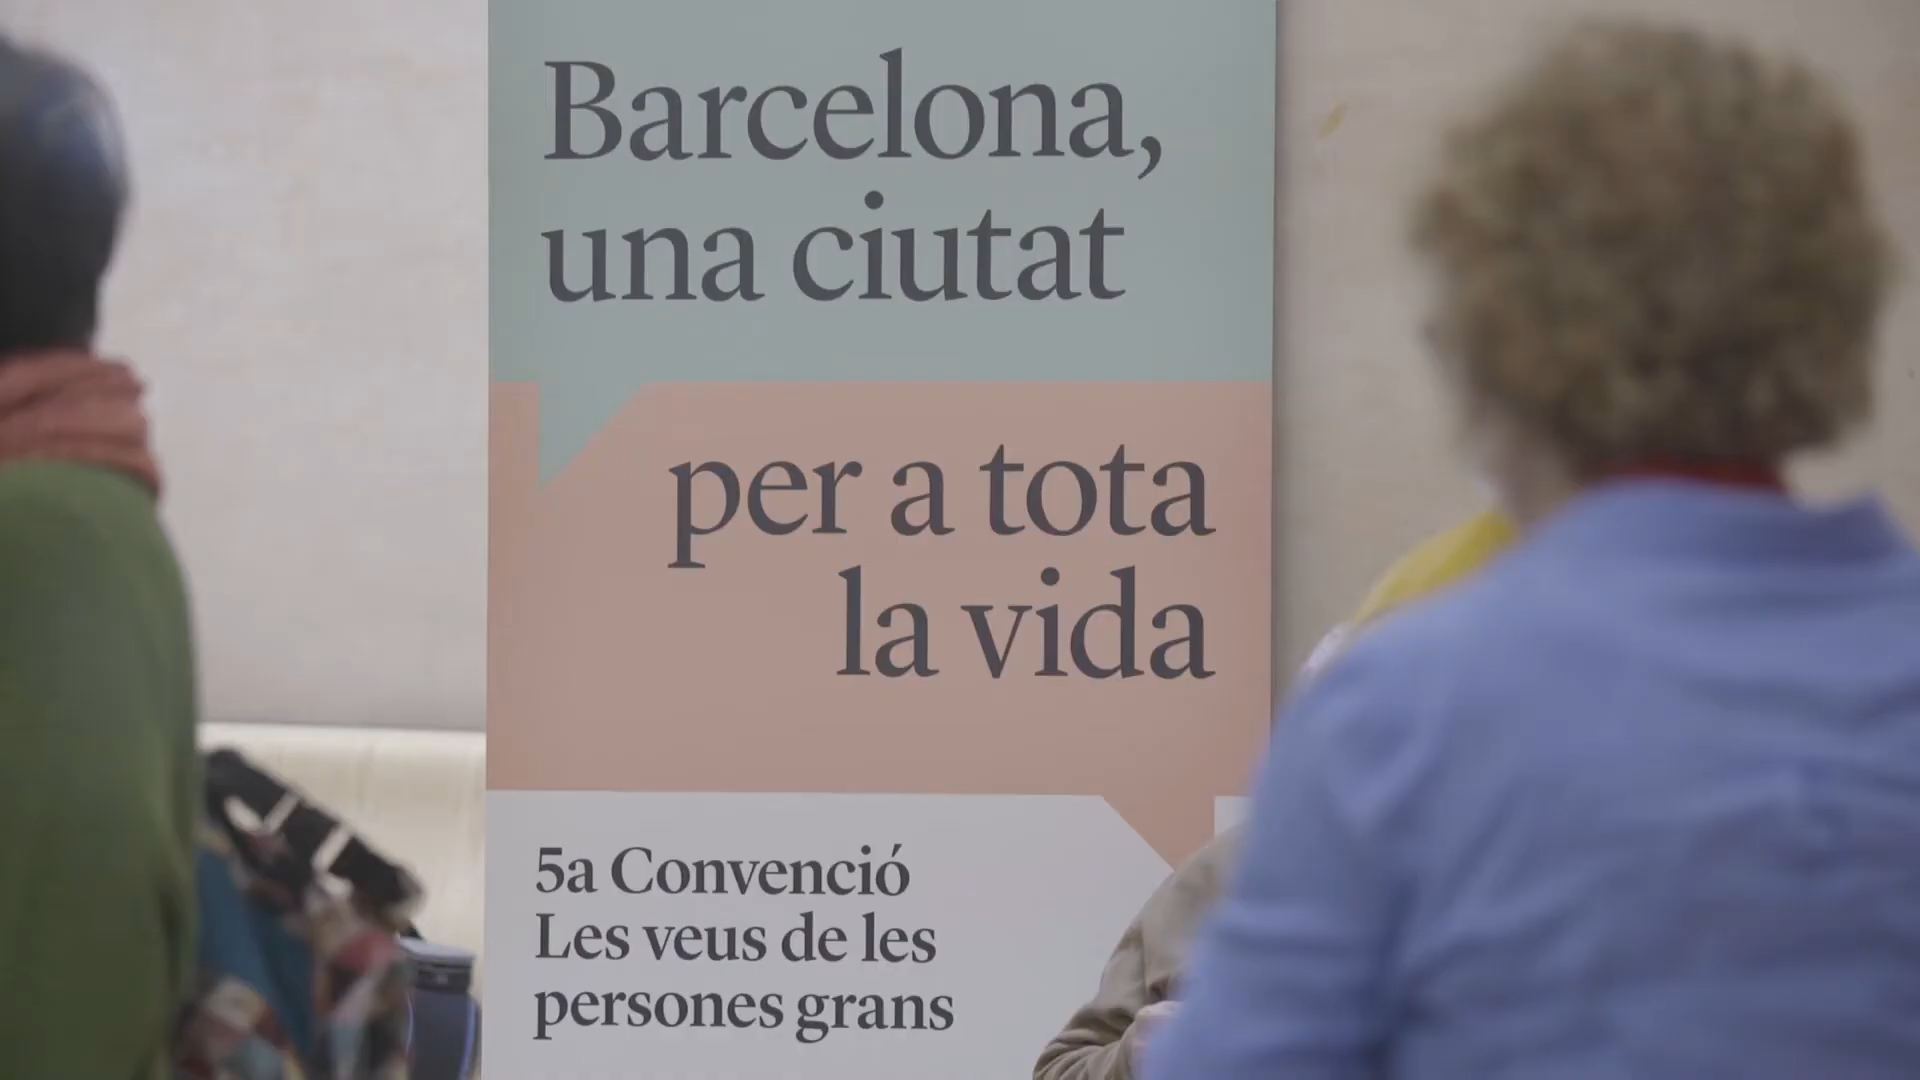 Barcelona,
una ciutat
per a tota
la vida
5a Convenció
Les veus de les
persones grans